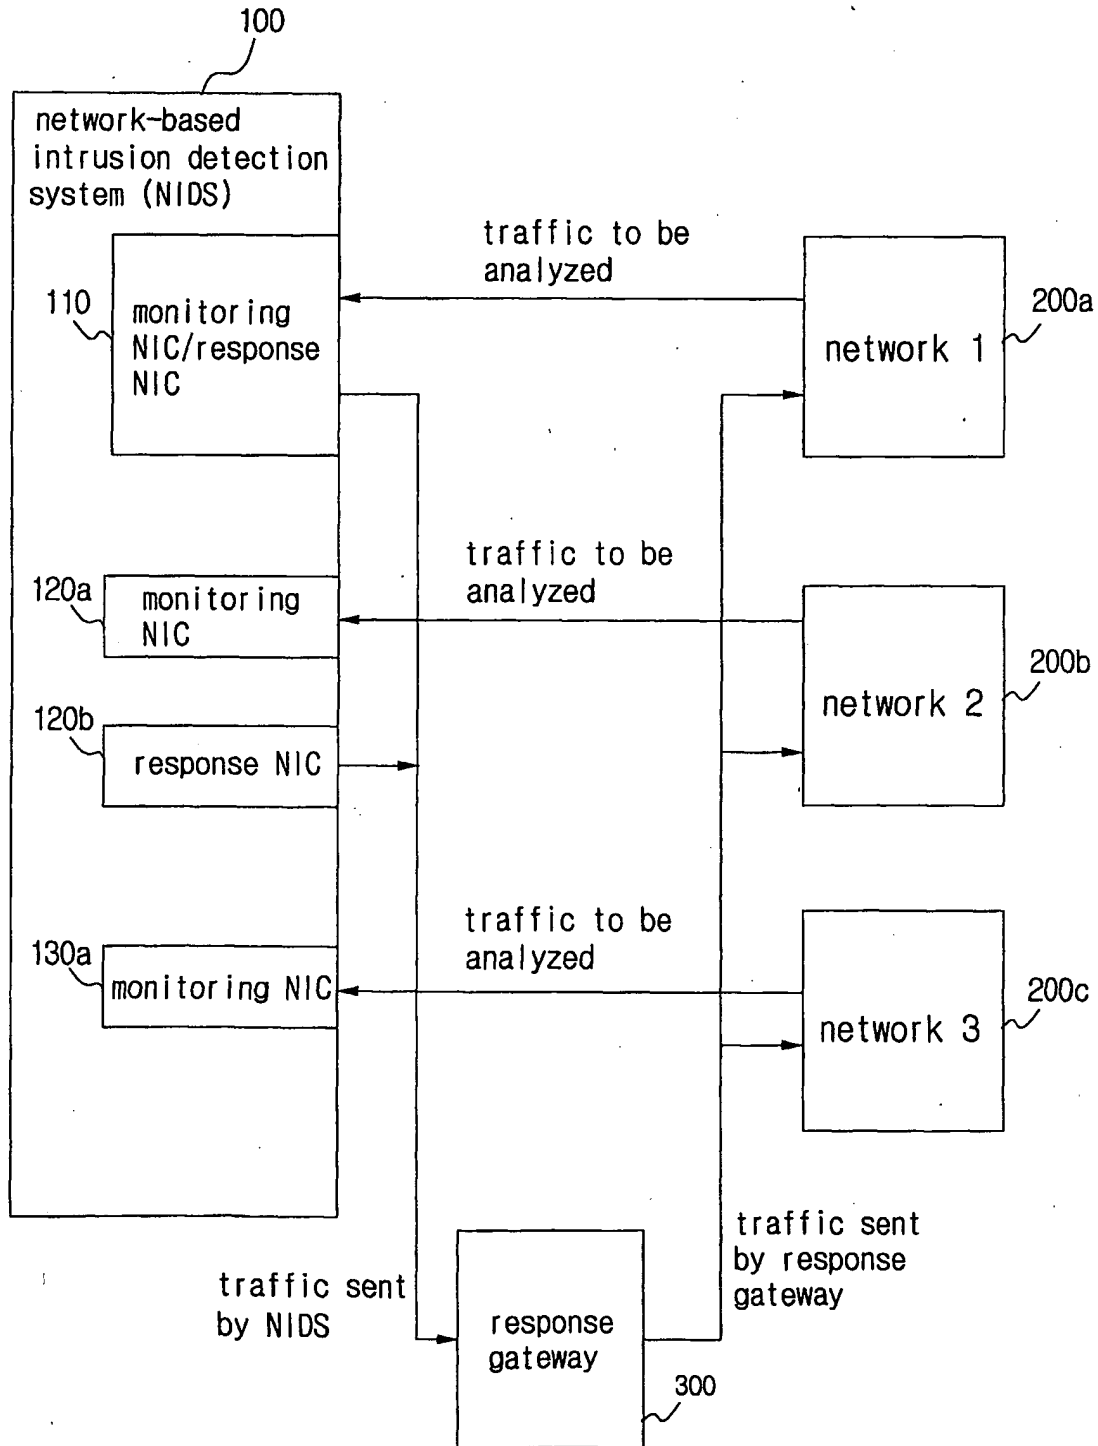 100
network-based
intrusion detection
system (NIDS)
traffic to be
analyzed
110
monitoring
NIC/response
NIC
200a
network 1
traffic to be
analyzed
120a
monitoring
NIC
200b
network 2
120b
response NIC
traffic to be
analyzed
130a
monitoring NIC
200c
network 3
traffic sent
by response
gateway
traffic sent
by NIDS
response
gateway
300